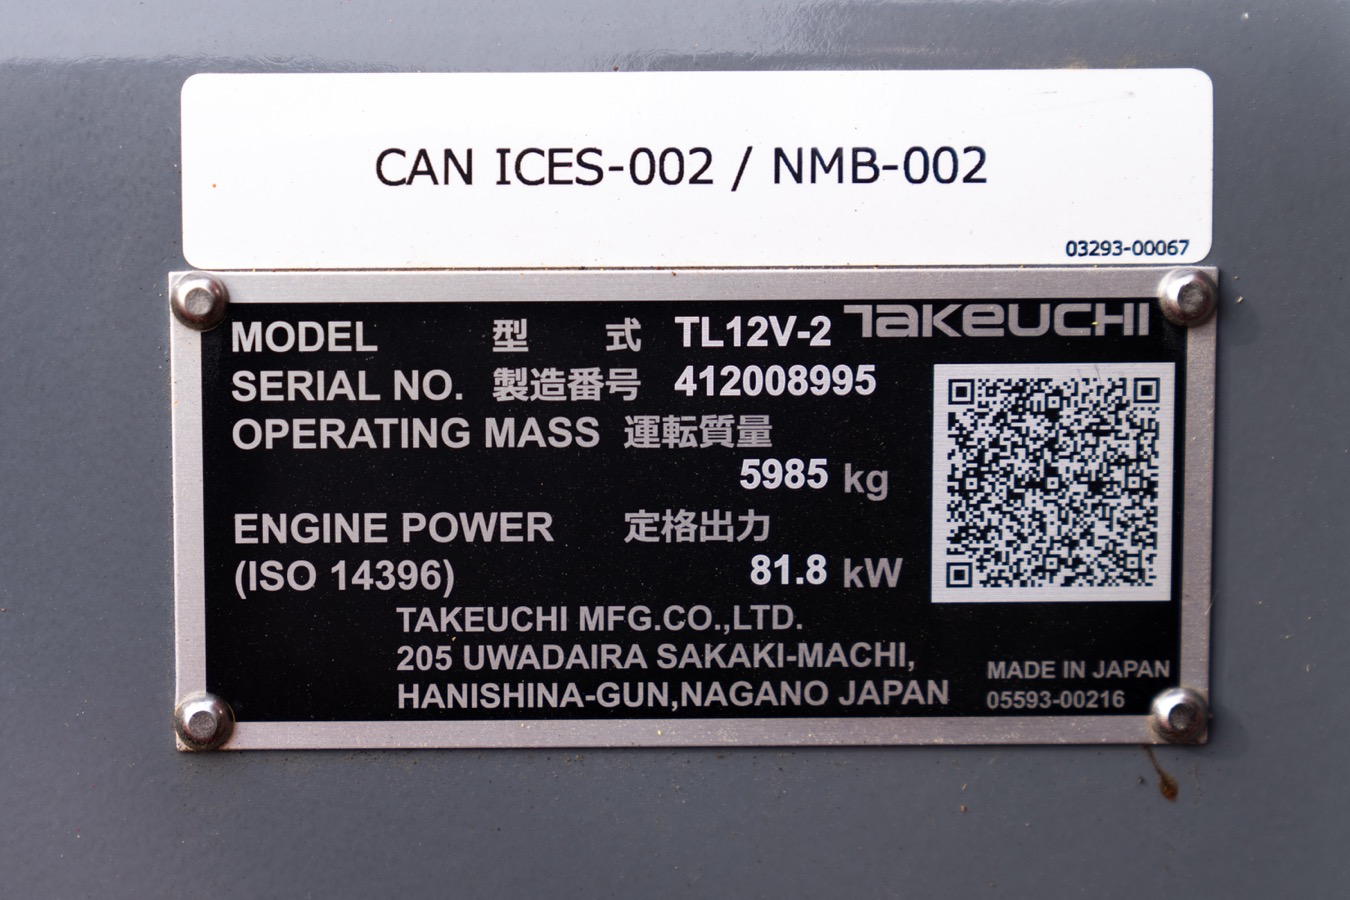 CAN ICES-002 / NMB-002
03293-00067
TAKEUCHI
MODEL 型 式 TL12V-2
SERIAL NO. 製造番号 412008995
OPERATING MASS 運転質量
5985 kg
ENGINE POWER 定格出力
(ISO 14396) 81.8 kW
TAKEUCHI MFG.CO.,LTD.
205 UWADAIRA SAKAKI-MACHI,
HANISHINA-GUN,NAGANO JAPAN
MADE IN JAPAN
05593-00216